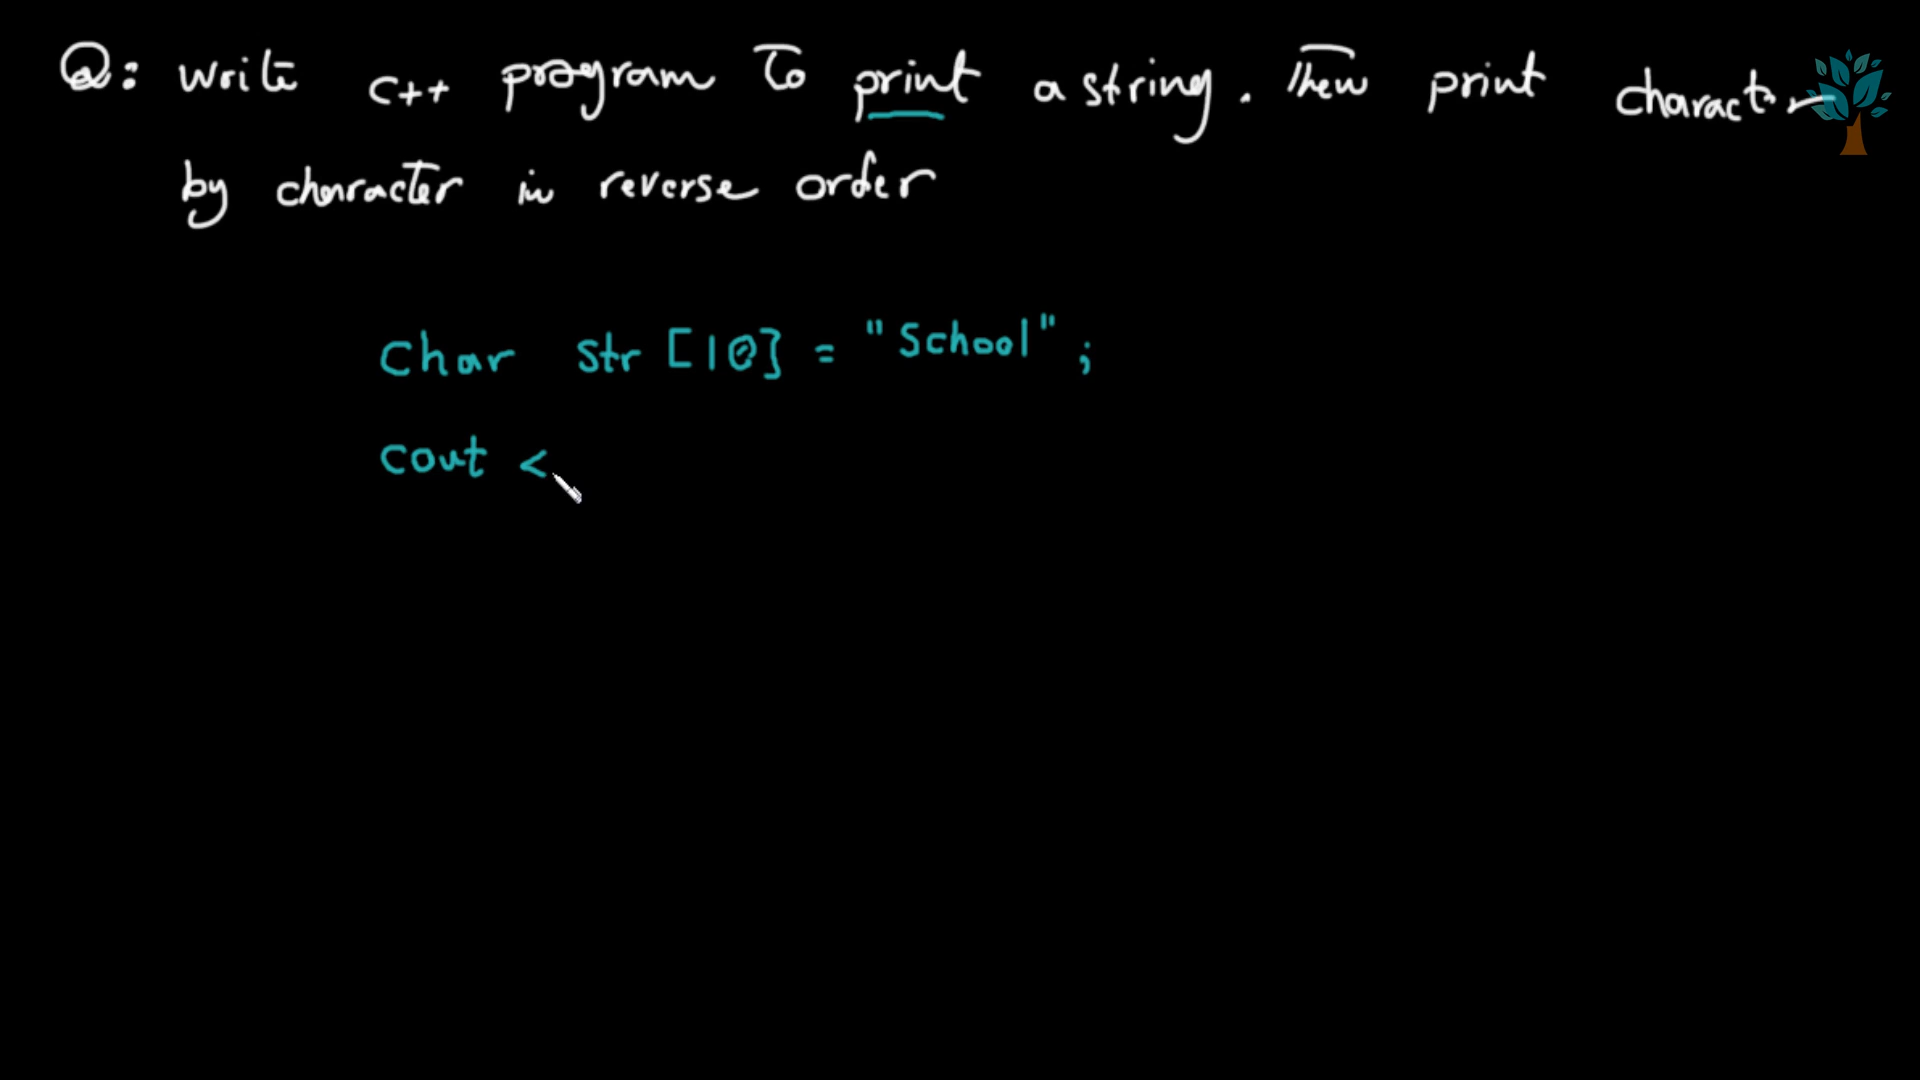 Q: write C++ program To print a string. Then print character
by character in reverse order
char str [10] = "School" ;
cout <